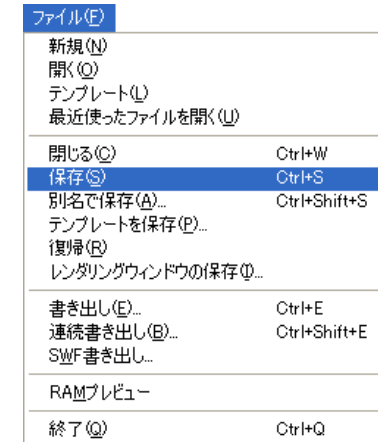 ファイル(F)
新規(N)
開く(O)
テンプレート(L)
最近使ったファイルを開く(U)
閉じる(C) Ctrl+W
保存(S) Ctrl+S
別名で保存(A)... Ctrl+Shift+S
テンプレートを保存(P)...
復帰(R)
レンダリングウィンドウの保存(I)...
書き出し(E)... Ctrl+E
連続書き出し(B)... Ctrl+Shift+E
SWF書き出し...
RAMプレビュー
終了(Q) Ctrl+Q